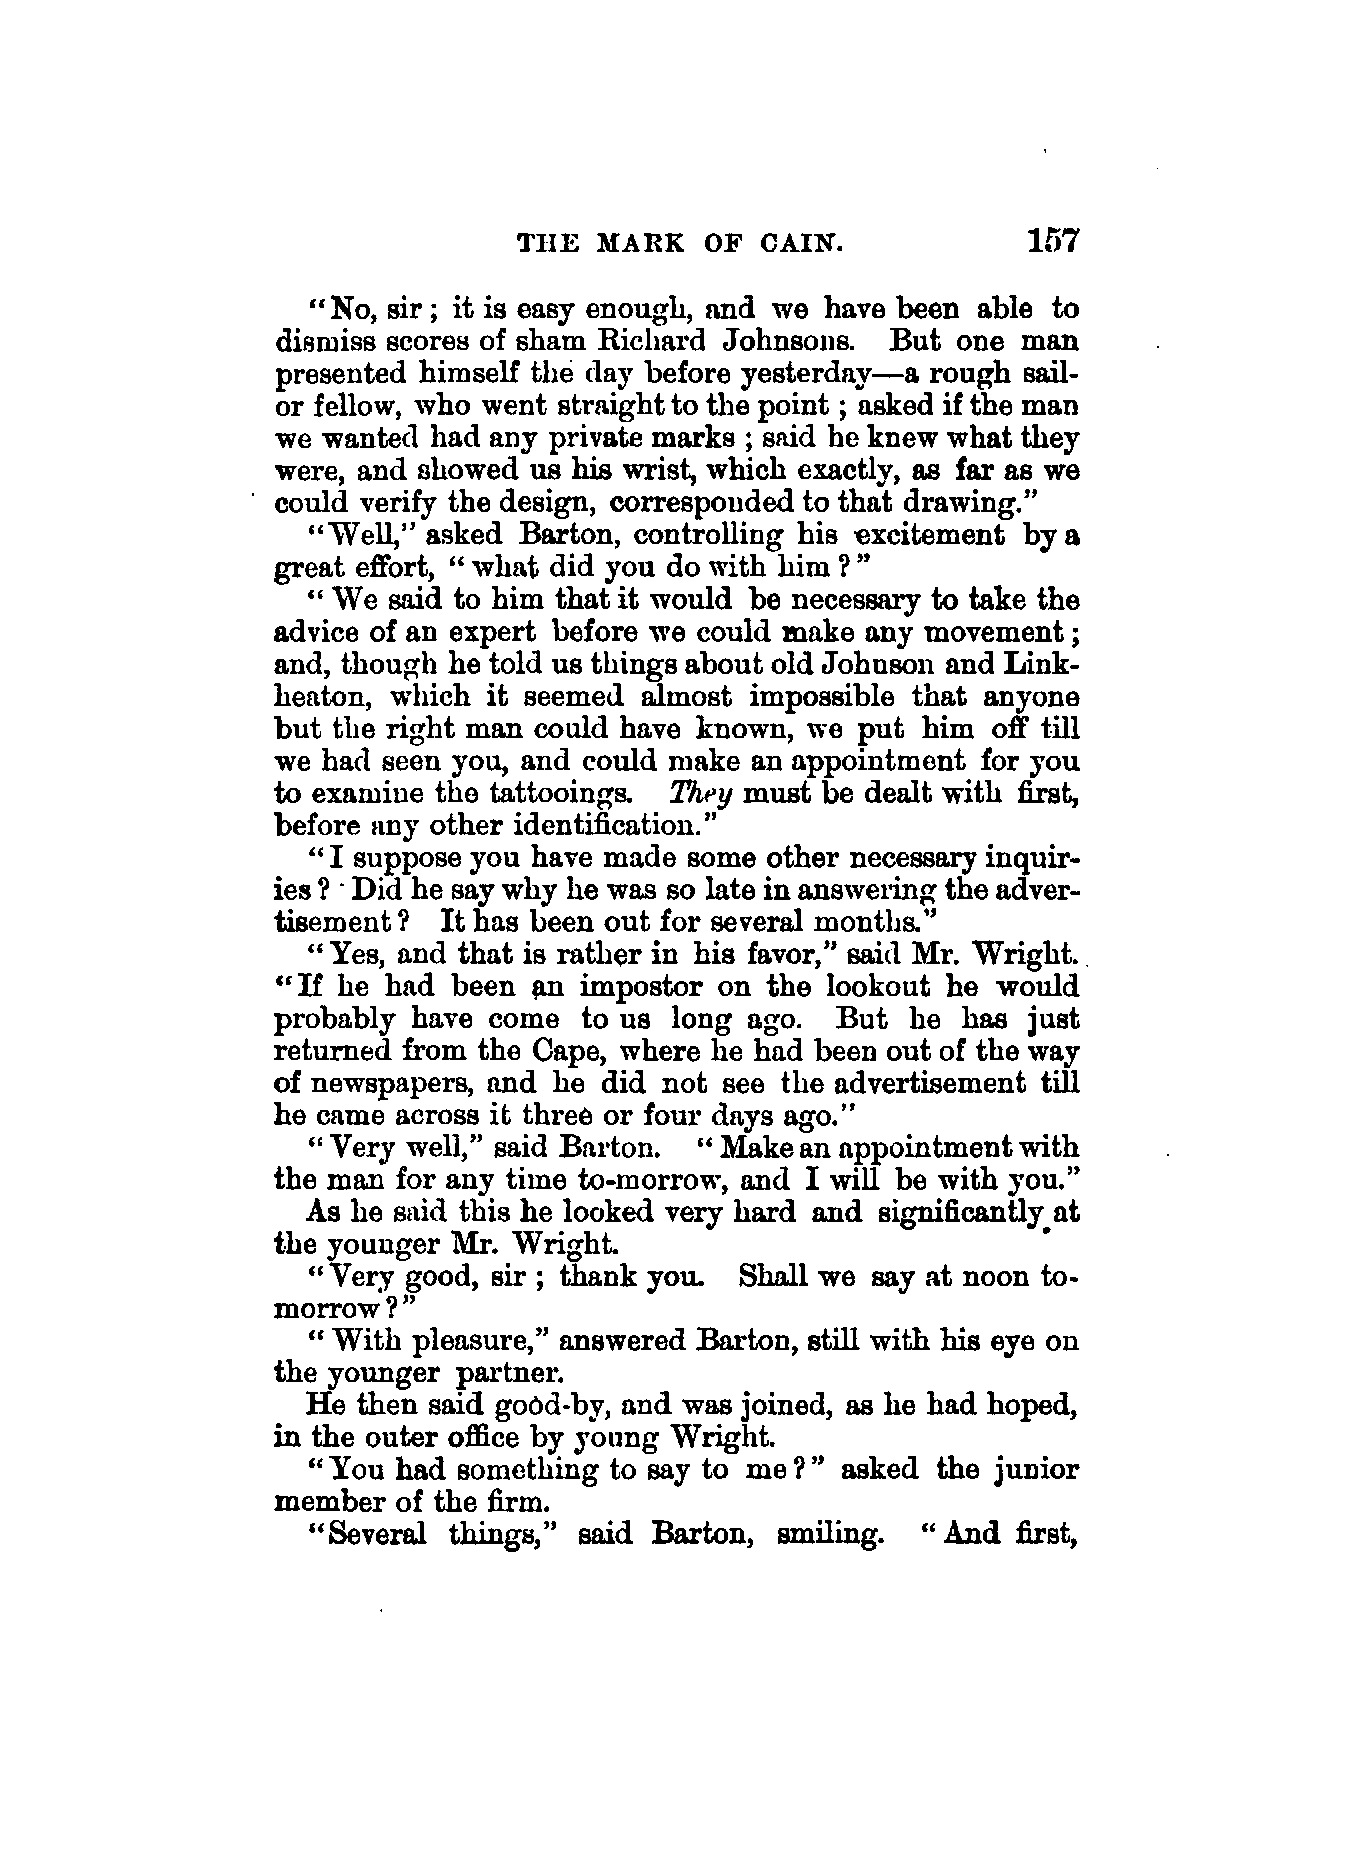 THE MARK OF CAIN. 157
"No, sir; it is easy enough, and we have been able to
dismiss scores of sham Richard Johnsons. But one man
presented himself the day before yesterday—a rough sail-
or fellow, who went straight to the point; asked if the man
we wanted had any private marks; said he knew what they
were, and showed us his wrist, which exactly, as far as we
could verify the design, corresponded to that drawing."
"Well," asked Barton, controlling his excitement by a
great effort, "what did you do with him?"
"We said to him that it would be necessary to take the
advice of an expert before we could make any movement;
and, though he told us things about old Johnson and Link-
heaton, which it seemed almost impossible that anyone
but the right man could have known, we put him off till
we had seen you, and could make an appointment for you
to examine the tattooings. They must be dealt with first,
before any other identification."
"I suppose you have made some other necessary inquir-
ies? Did he say why he was so late in answering the adver-
tisement? It has been out for several months."
"Yes, and that is rather in his favor," said Mr. Wright.
"If he had been an impostor on the lookout he would
probably have come to us long ago. But he has just
returned from the Cape, where he had been out of the way
of newspapers, and he did not see the advertisement till
he came across it three or four days ago."
"Very well," said Barton. "Make an appointment with
the man for any time to-morrow, and I will be with you."
As he said this he looked very hard and significantly at
the younger Mr. Wright.
"Very good, sir; thank you. Shall we say at noon to-
morrow?"
"With pleasure," answered Barton, still with his eye on
the younger partner.
He then said good-by, and was joined, as he had hoped,
in the outer office by young Wright.
"You had something to say to me?" asked the junior
member of the firm.
"Several things," said Barton, smiling. "And first,